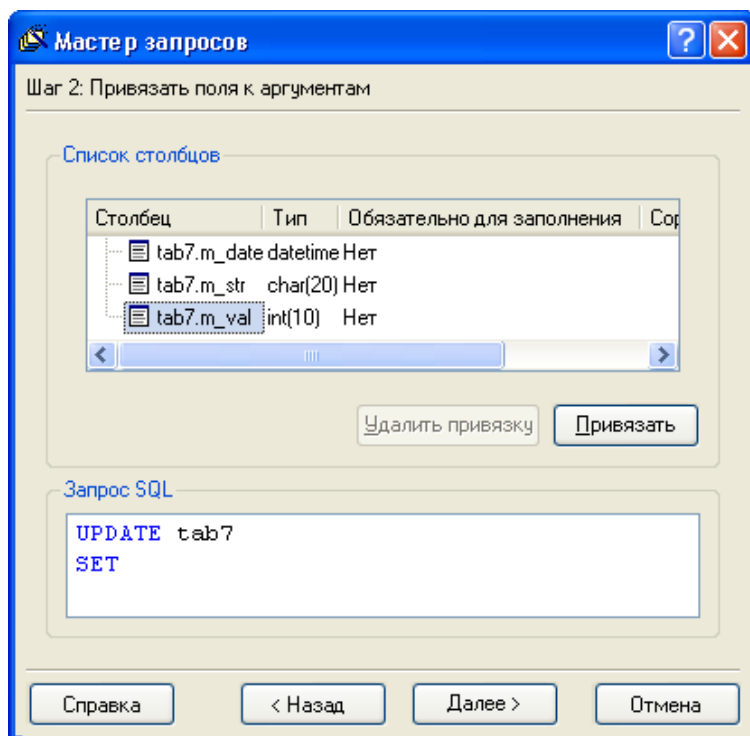 Мастер запросов
Шаг 2: Привязать поля к аргументам
Список столбцов
Столбец Тип Обязательно для заполнения Сор
tab7.m_date datetime Нет
tab7.m_str char(20) Нет
tab7.m_val int(10) Нет
Удалить привязку Привязать
Запрос SQL
UPDATE tab7
SET
Справка < Назад Далее > Отмена